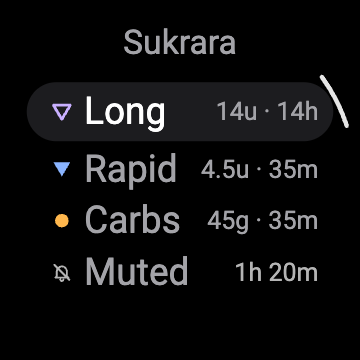 Sukrara
Long 14u · 14h
Rapid 4.5u · 35m
Carbs 45g · 35m
Muted 1h 20m